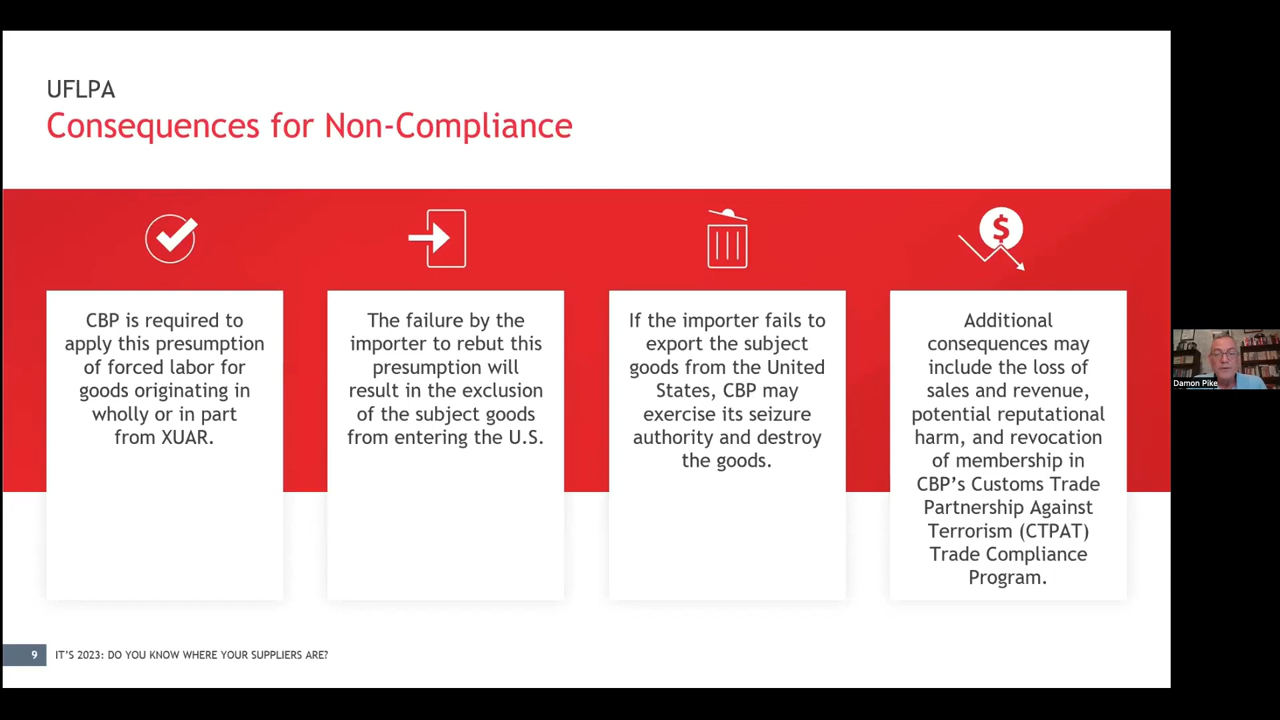 UFLPA
Consequences for Non-Compliance
$
CBP is required to
apply this presumption
of forced labor for
goods originating in
wholly or in part
from XUAR.
The failure by the
importer to rebut this
presumption will
result in the exclusion
of the subject goods
from entering the U.S.
If the importer fails to
export the subject
goods from the United
States, CBP may
exercise its seizure
authority and destroy
the goods.
Additional
consequences may
include the loss of
sales and revenue,
potential reputational
harm, and revocation
of membership in
CBP’s Customs Trade
Partnership Against
Terrorism (CTPAT)
Trade Compliance
Program.
Damon Pike
9 IT’S 2023: DO YOU KNOW WHERE YOUR SUPPLIERS ARE?